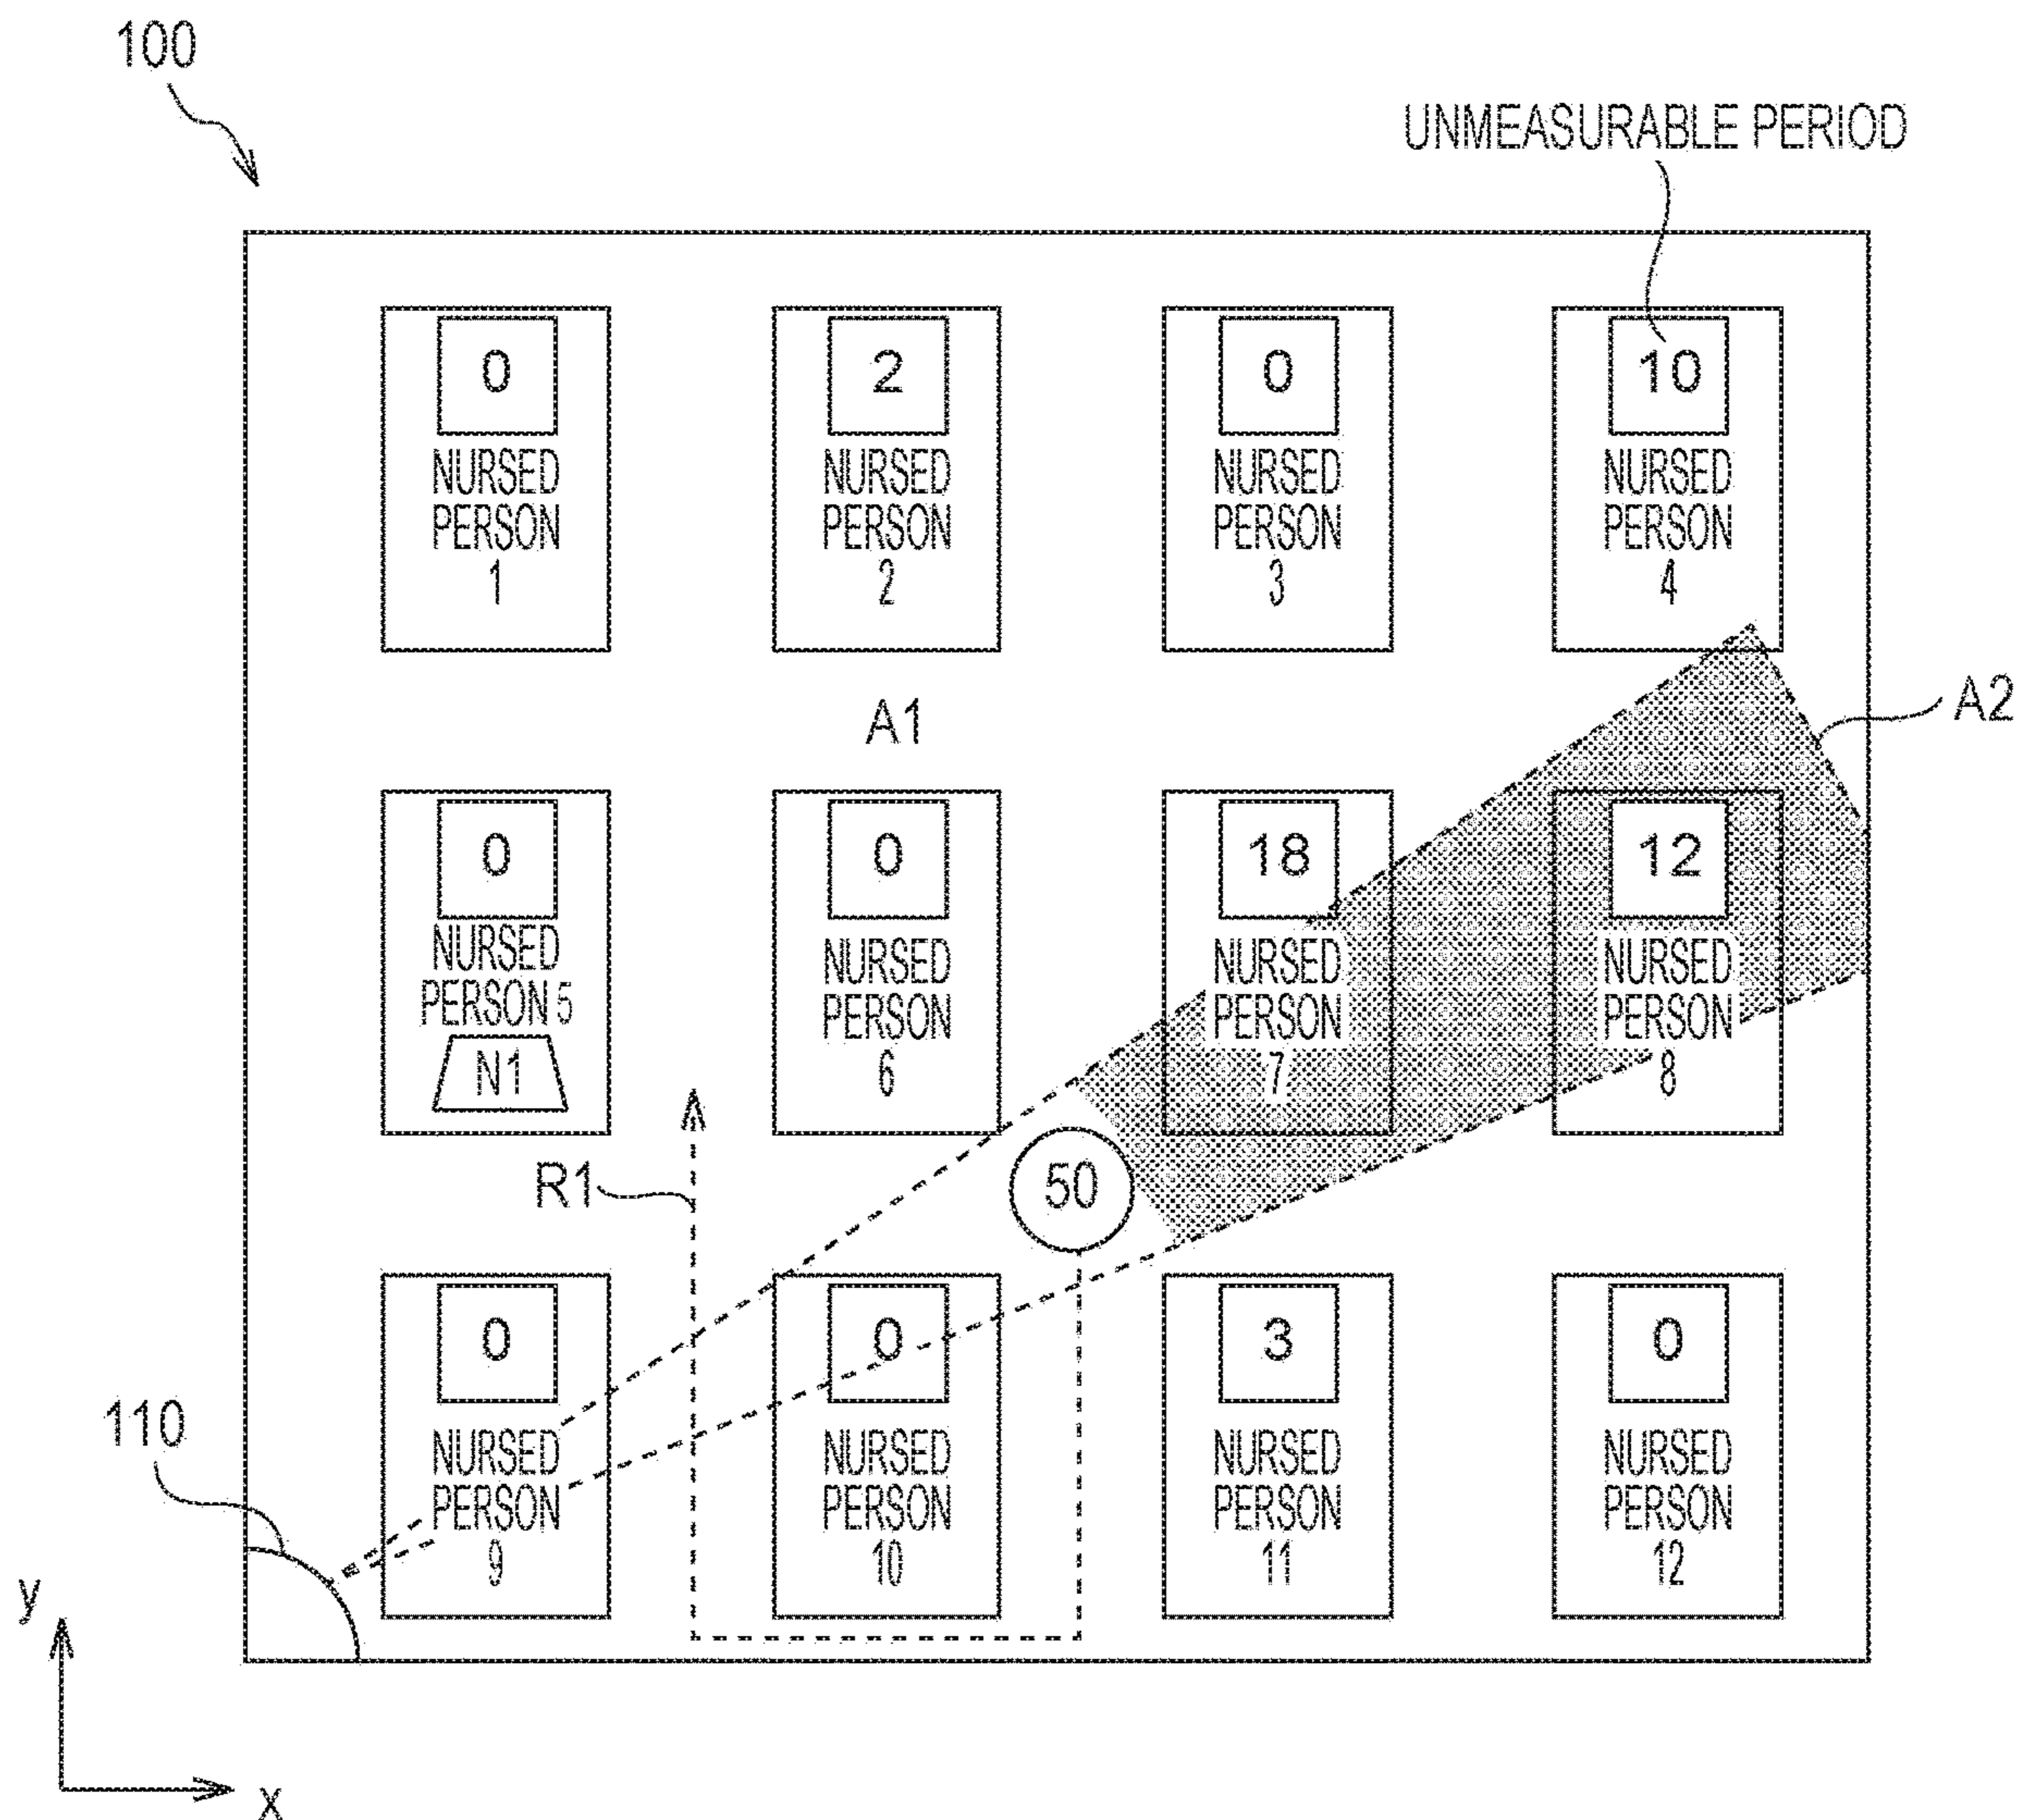 100
UNMEASURABLE PERIOD
0
NURSED
PERSON
1
2
NURSED
PERSON
2
0
NURSED
PERSON
3
10
NURSED
PERSON
4
A1
A2
0
NURSED
PERSON 5
N1
0
NURSED
PERSON
6
18
NURSED
PERSON
7
12
NURSED
PERSON
8
R1
50
0
NURSED
PERSON
9
0
NURSED
PERSON
10
3
NURSED
PERSON
11
0
NURSED
PERSON
12
110
y
x